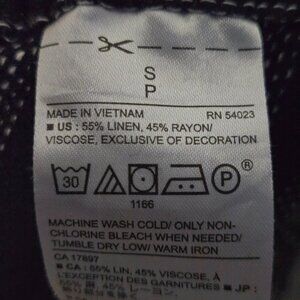 S
P
MADE IN VIETNAM RN 54023
■ US : 55% LINEN, 45% RAYON/
VISCOSE, EXCLUSIVE OF DECORATION
30 P
1166
MACHINE WASH COLD/ ONLY NON-
CHLORINE BLEACH WHEN NEEDED/
TUMBLE DRY LOW/ WARM IRON
CA 17897
■ CA : 55% LIN, 45% VISCOSE, À
L'EXCEPTION DES GARNITURES ■ JP :